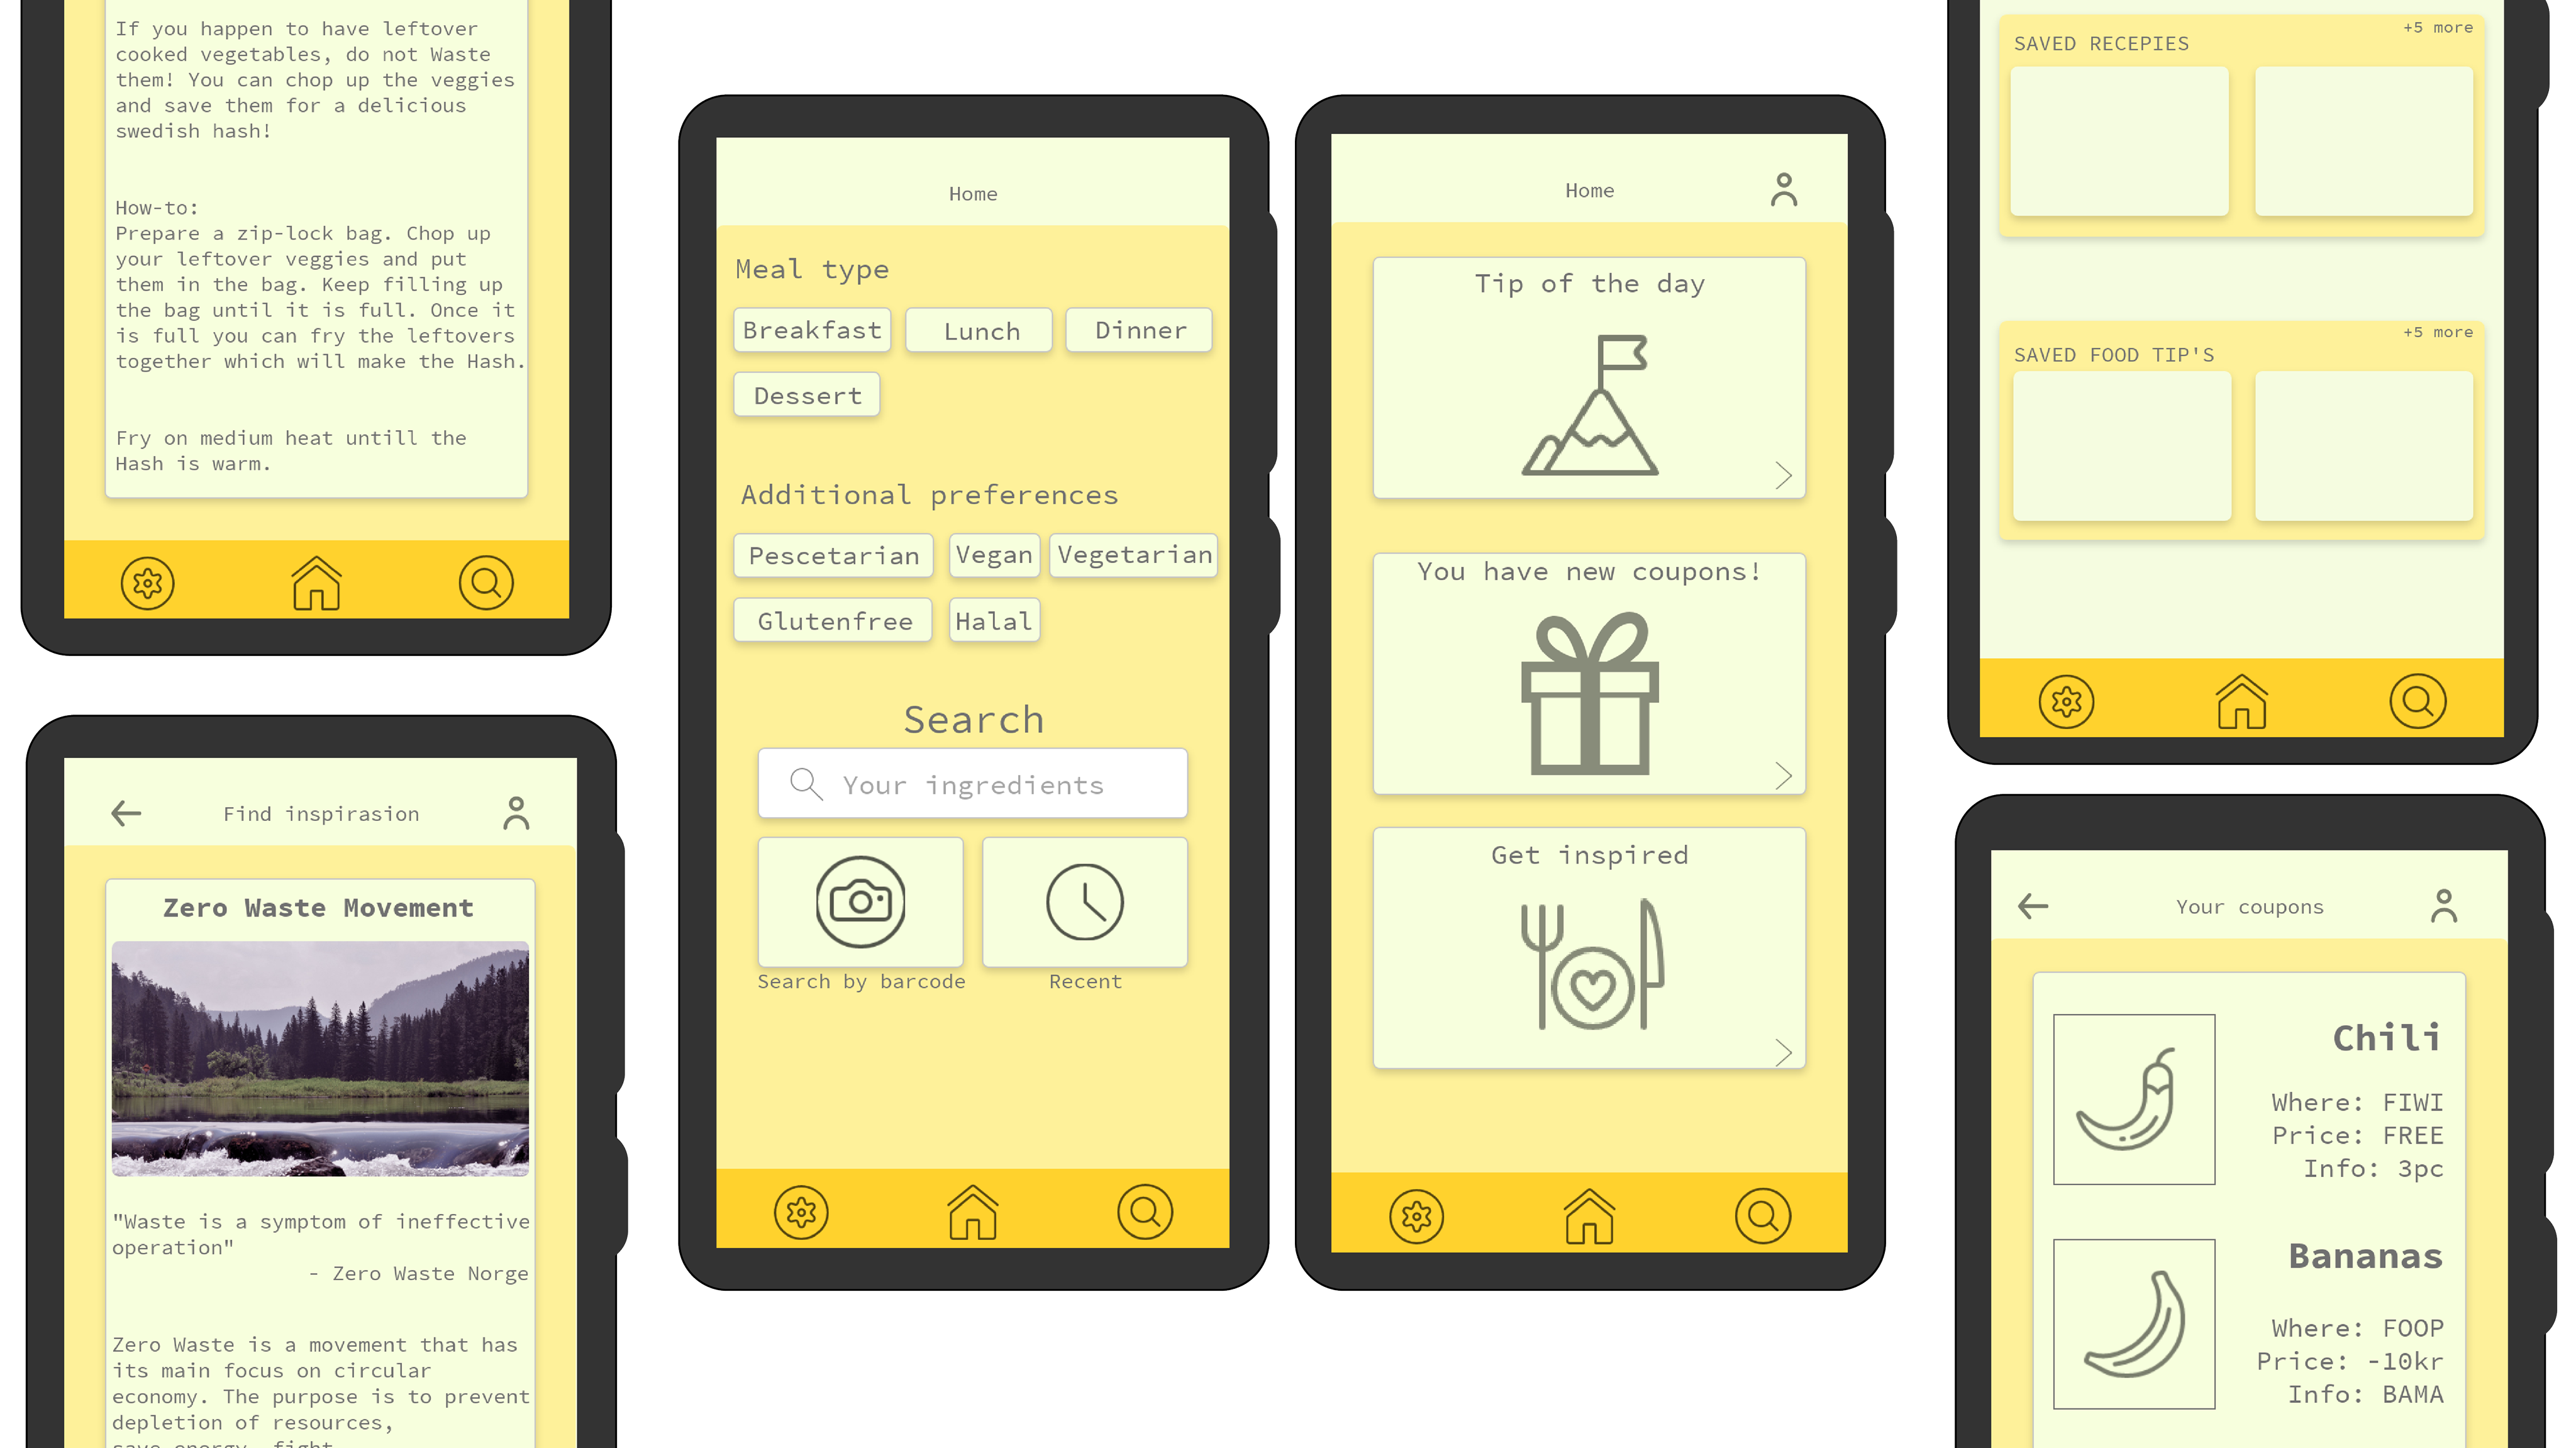 If you happen to have leftover
cooked vegetables, do not Waste
them! You can chop up the veggies
and save them for a delicious
swedish hash!
How-to:
Prepare a zip-lock bag. Chop up
your leftover veggies and put
them in the bag. Keep filling up
the bag until it is full. Once it
is full you can fry the leftovers
together which will make the Hash.
Fry on medium heat untill the
Hash is warm.
Find inspirasion
Zero Waste Movement
"Waste is a symptom of ineffective
operation"
- Zero Waste Norge
Zero Waste is a movement that has
its main focus on circular
economy. The purpose is to prevent
depletion of resources,
save energy, fight
Home
Meal type
Breakfast Lunch Dinner
Dessert
Additional preferences
Pescetarian Vegan Vegetarian
Glutenfree Halal
Search
Your ingredients
Search by barcode Recent
Home
Tip of the day
You have new coupons!
Get inspired
+5 more
SAVED RECEPIES
+5 more
SAVED FOOD TIP'S
Your coupons
Chili
Where: FIWI
Price: FREE
Info: 3pc
Bananas
Where: FOOP
Price: -10kr
Info: BAMA